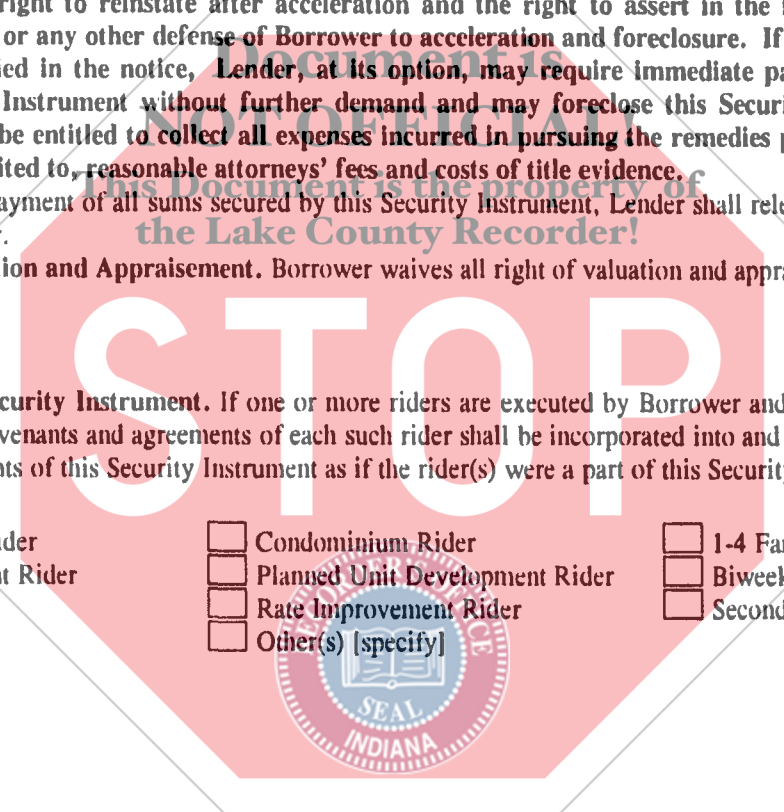 right to reinstate after acceleration and the right to assert in the
or any other defense of Borrower to acceleration and foreclosure. If
Document is
ied in the notice, Lender, at its option, may require immediate pa
Instrument without further demand and may foreclose this Securi
NOT OFFICIAL!
be entitled to collect all expenses incurred in pursuing the remedies p
ited to, reasonable attorneys' fees and costs of title evidence.
This Document is the property of
ayment of all sums secured by this Security Instrument, Lender shall rele
r.
the Lake County Recorder!
ion and Appraisement. Borrower waives all right of valuation and appra
STOP
curity Instrument. If one or more riders are executed by Borrower and
venants and agreements of each such rider shall be incorporated into and
ts of this Security Instrument as if the rider(s) were a part of this Securit
der
Condominium Rider
1-4 Fa
t Rider
Planned Unit Development Rider
Biweek
Rate Improvement Rider
Second
Other(s) [specify]
RECORDER'S OFFICE
SEAL
INDIANA